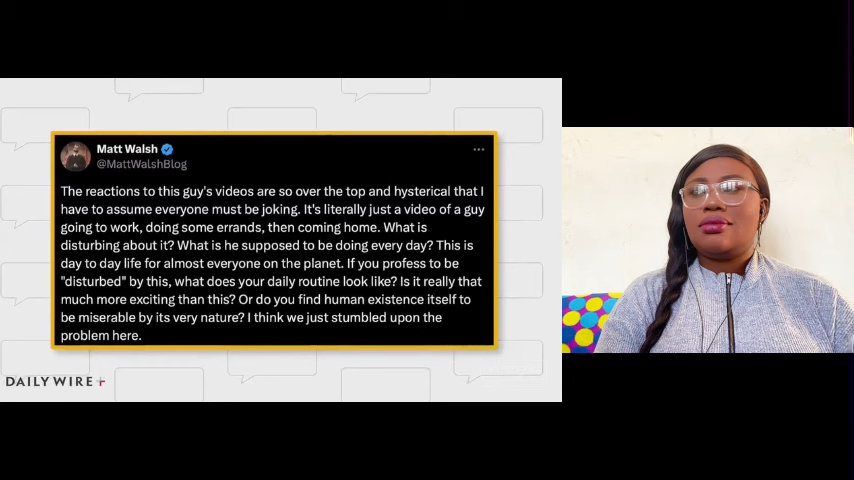 Matt Walsh
@MattWalshBlog
The reactions to this guy's videos are so over the top and hysterical that I
have to assume everyone must be joking. It's literally just a video of a guy
going to work, doing some errands, then coming home. What is
disturbing about it? What is he supposed to be doing every day? This is
day to day life for almost everyone on the planet. If you profess to be
"disturbed" by this, what does your daily routine look like? Is it really that
much more exciting than this? Or do you find human existence itself to
be miserable by its very nature? I think we just stumbled upon the
problem here.
DAILYWIRE+